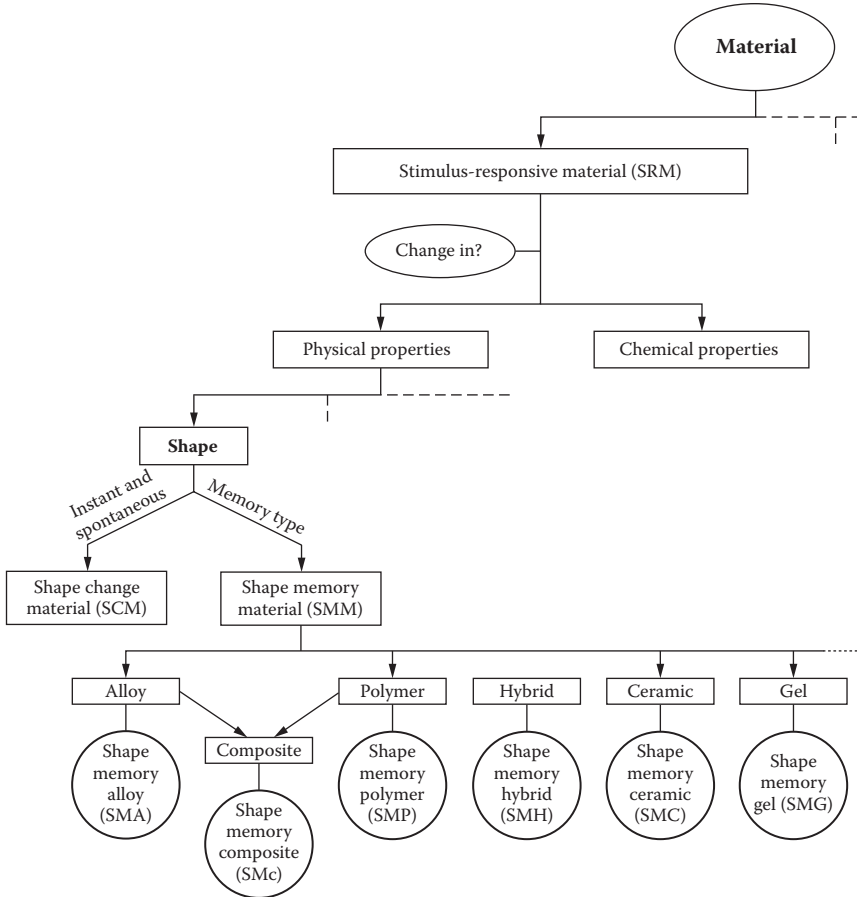 Material
Stimulus-responsive material (SRM)
Change in?
Physical properties
Chemical properties
Shape
Instant and
spontaneous
Memory type
Shape change
material (SCM)
Shape memory
material (SMM)
Alloy
Polymer
Hybrid
Ceramic
Gel
Composite
Shape
memory
alloy
(SMA)
Shape
memory
composite
(SMc)
Shape
memory
polymer
(SMP)
Shape
memory
hybrid
(SMH)
Shape
memory
ceramic
(SMC)
Shape
memory
gel (SMG)